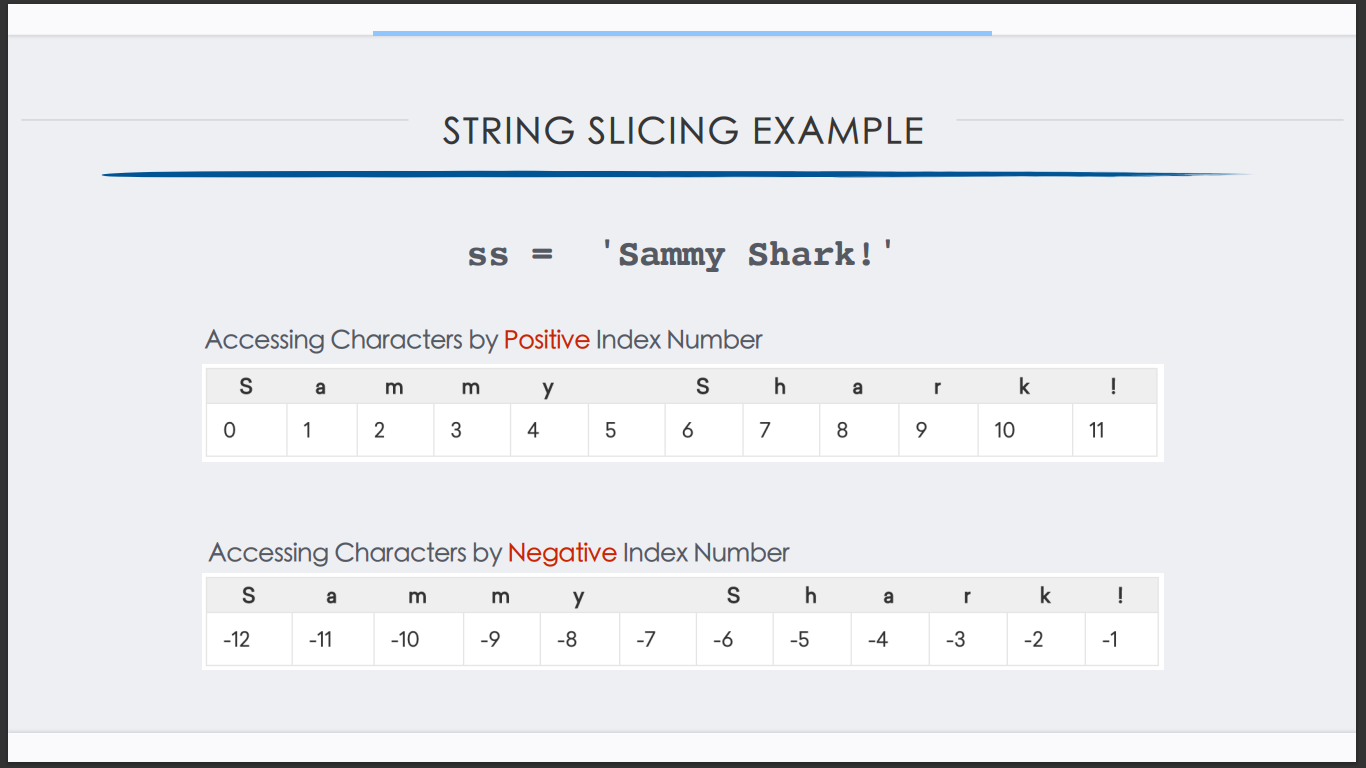 STRING SLICING EXAMPLE
ss = 'Sammy Shark!'
Accessing Characters by Positive Index Number
S a m m y S h a r k !
0 1 2 3 4 5 6 7 8 9 10 11
Accessing Characters by Negative Index Number
S a m m y S h a r k !
-12 -11 -10 -9 -8 -7 -6 -5 -4 -3 -2 -1